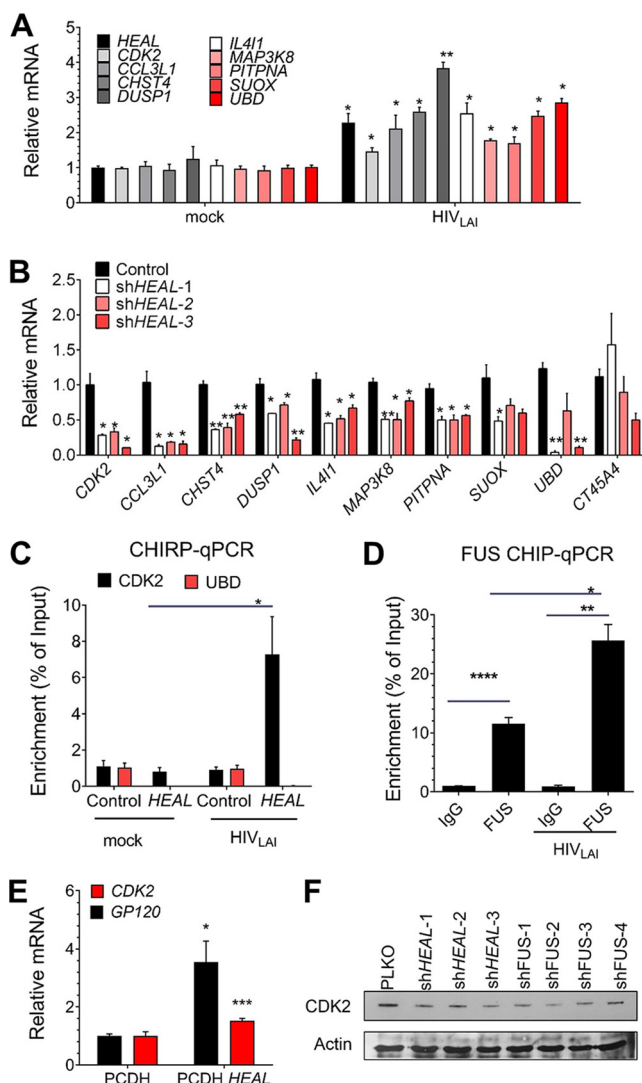 A
Relative mRNA
5
4
3
2
1
0
HEAL
CDK2
CCL3L1
CHST4
DUSP1
IL4I1
MAP3K8
PITPNA
SUOX
UBD
* * * * ** * * * * *
mock
HIVLAI
B
Relative mRNA
2.0
1.5
1.0
0.5
0.0
Control
shHEAL-1
shHEAL-2
shHEAL-3
* *
* * *
** ** **
* * **
* * *
** * *
* * *
*
** **
CDK2
CCL3L1
CHST4
DUSP1
IL4I1
MAP3K8
PITPNA
SUOX
UBD
CT45A4
C
CHIRP-qPCR
CDK2
UBD
Enrichment (% of Input)
10
8
6
4
2
0
*
Control
HEAL
Control
HEAL
mock
HIVLAI
D
FUS CHIP-qPCR
Enrichment (% of Input)
30
20
10
0
*
**
****
IgG
FUS
IgG
FUS
HIVLAI
E
Relative mRNA
6
4
2
0
CDK2
GP120
*
***
PCDH
PCDH HEAL
F
PLKO
shHEAL-1
shHEAL-2
shHEAL-3
shFUS-1
shFUS-2
shFUS-3
shFUS-4
CDK2
Actin